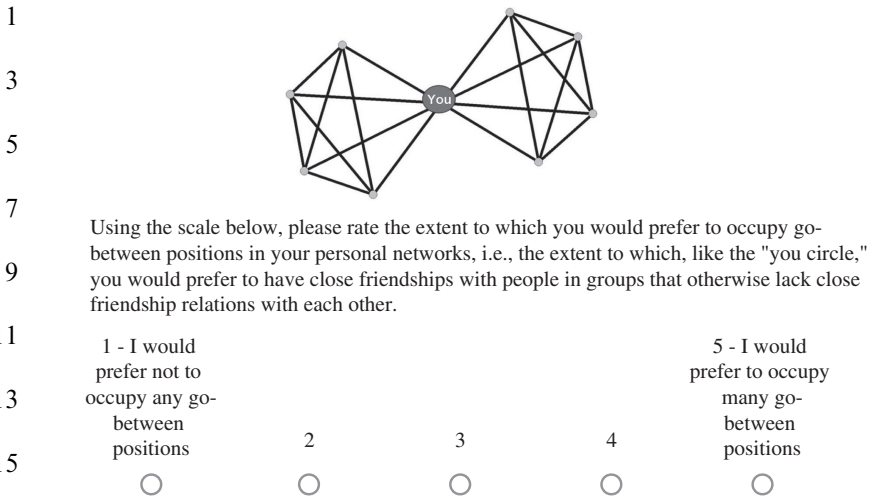 1
You
3
5
7
Using the scale below, please rate the extent to which you would prefer to occupy go-
between positions in your personal networks, i.e., the extent to which, like the "you circle,"
9
you would prefer to have close friendships with people in groups that otherwise lack close
friendship relations with each other.
1
1 - I would
prefer not to
occupy any go-
between
positions
2
3
4
5 - I would
prefer to occupy
many go-
between
positions
3
5